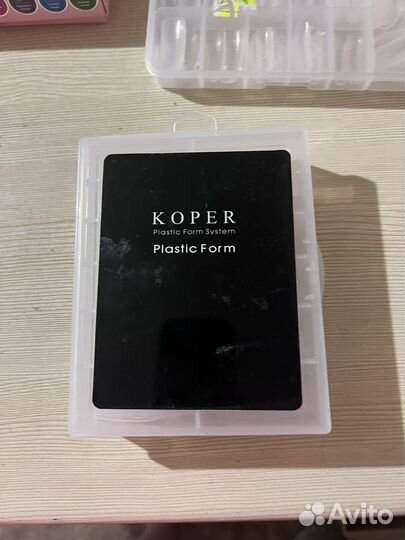 KOPER
Plastic Form System
Plastic Form
Avito